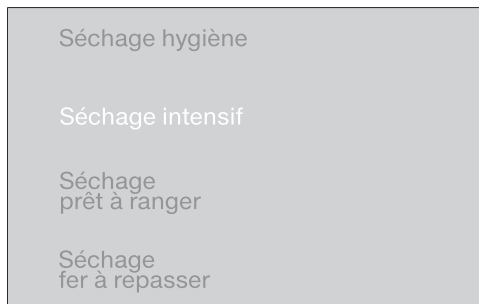 Séchage hygiène
Séchage intensif
Séchage
prêt à ranger
Séchage
fer à repasser